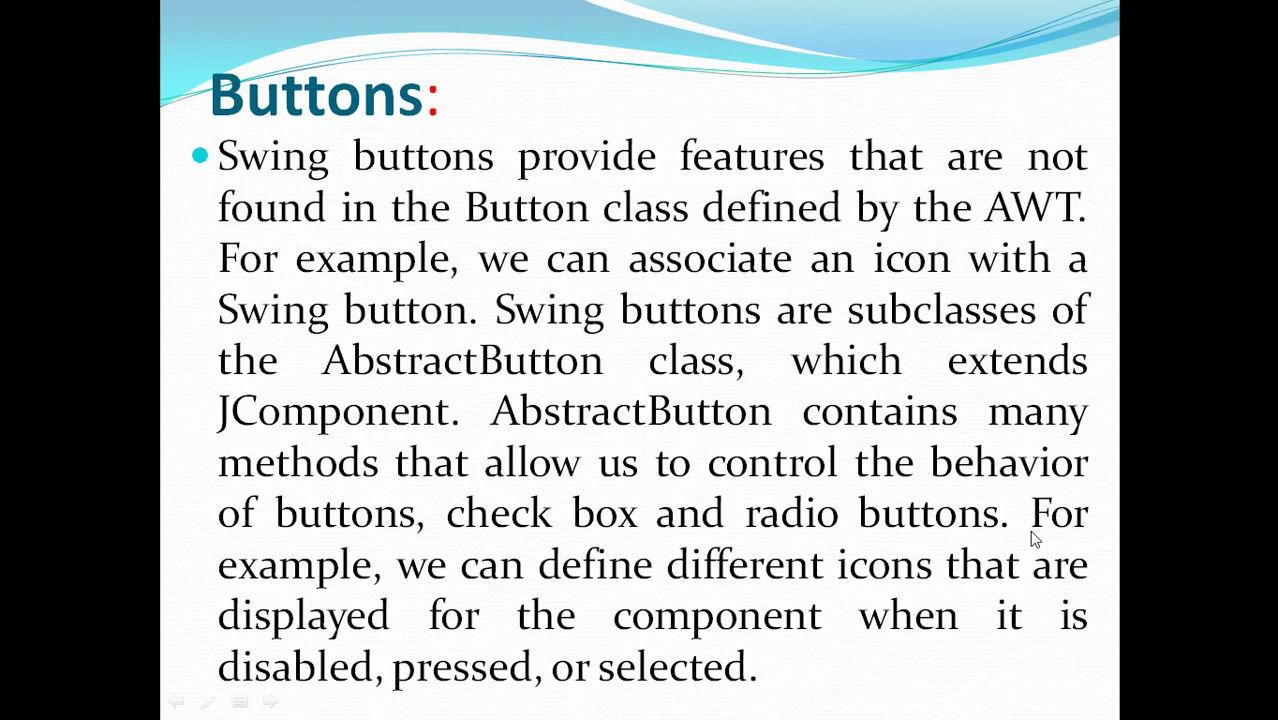 Buttons:
Swing buttons provide features that are not
found in the Button class defined by the AWT.
For example, we can associate an icon with a
Swing button. Swing buttons are subclasses of
the AbstractButton class, which extends
JComponent. AbstractButton contains many
methods that allow us to control the behavior
of buttons, check box and radio buttons. For
example, we can define different icons that are
displayed for the component when it is
disabled, pressed, or selected.